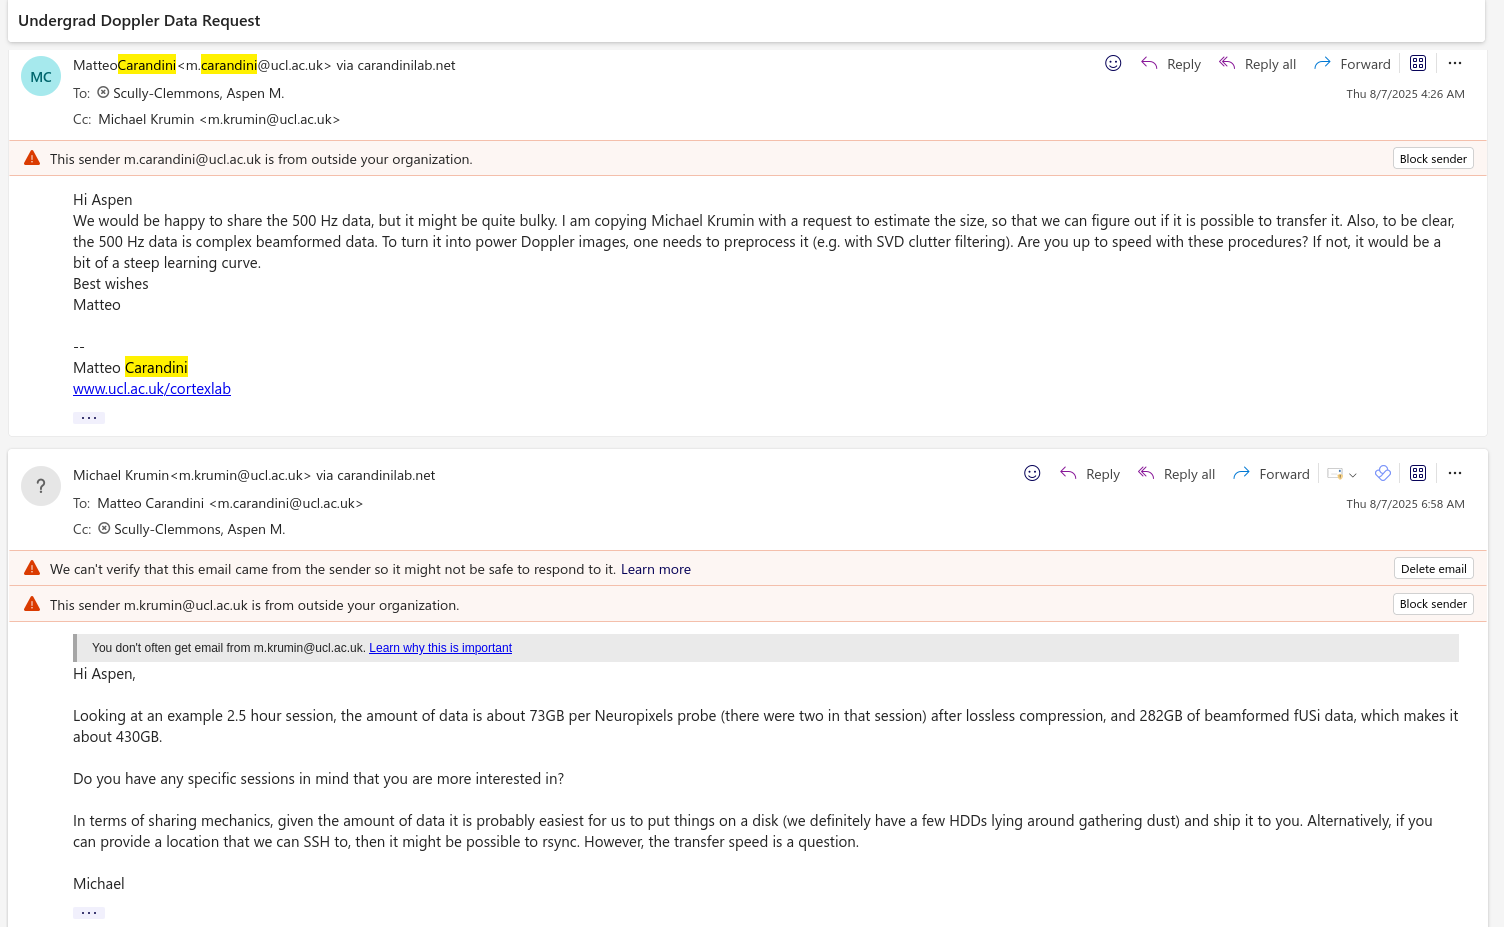 Undergrad Doppler Data Request
MC
MatteoCarandini<m.carandini@ucl.ac.uk> via carandinilab.net
Reply
Reply all
Forward
To: Scully-Clemmons, Aspen M.
Thu 8/7/2025 4:26 AM
Cc: Michael Krumin <m.krumin@ucl.ac.uk>
This sender m.carandini@ucl.ac.uk is from outside your organization.
Block sender
Hi Aspen
We would be happy to share the 500 Hz data, but it might be quite bulky. I am copying Michael Krumin with a request to estimate the size, so that we can figure out if it is possible to transfer it. Also, to be clear,
the 500 Hz data is complex beamformed data. To turn it into power Doppler images, one needs to preprocess it (e.g. with SVD clutter filtering). Are you up to speed with these procedures? If not, it would be a
bit of a steep learning curve.
Best wishes
Matteo
--
Matteo Carandini
www.ucl.ac.uk/cortexlab
...
?
Michael Krumin<m.krumin@ucl.ac.uk> via carandinilab.net
Reply
Reply all
Forward
To: Matteo Carandini <m.carandini@ucl.ac.uk>
Thu 8/7/2025 6:58 AM
Cc: Scully-Clemmons, Aspen M.
We can't verify that this email came from the sender so it might not be safe to respond to it. Learn more
Delete email
This sender m.krumin@ucl.ac.uk is from outside your organization.
Block sender
You don't often get email from m.krumin@ucl.ac.uk. Learn why this is important
Hi Aspen,
Looking at an example 2.5 hour session, the amount of data is about 73GB per Neuropixels probe (there were two in that session) after lossless compression, and 282GB of beamformed fUSi data, which makes it
about 430GB.
Do you have any specific sessions in mind that you are more interested in?
In terms of sharing mechanics, given the amount of data it is probably easiest for us to put things on a disk (we definitely have a few HDDs lying around gathering dust) and ship it to you. Alternatively, if you
can provide a location that we can SSH to, then it might be possible to rsync. However, the transfer speed is a question.
Michael
...